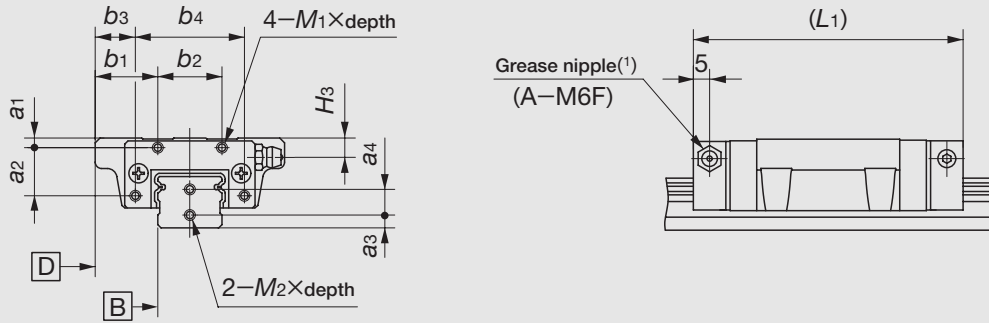 b3 b4 4−M1×depth
b1 b2
a1
a2
H3
a4
a3
D
B
2−M2×depth
(L1)
5
Grease nipple(1)
(A−M6F)